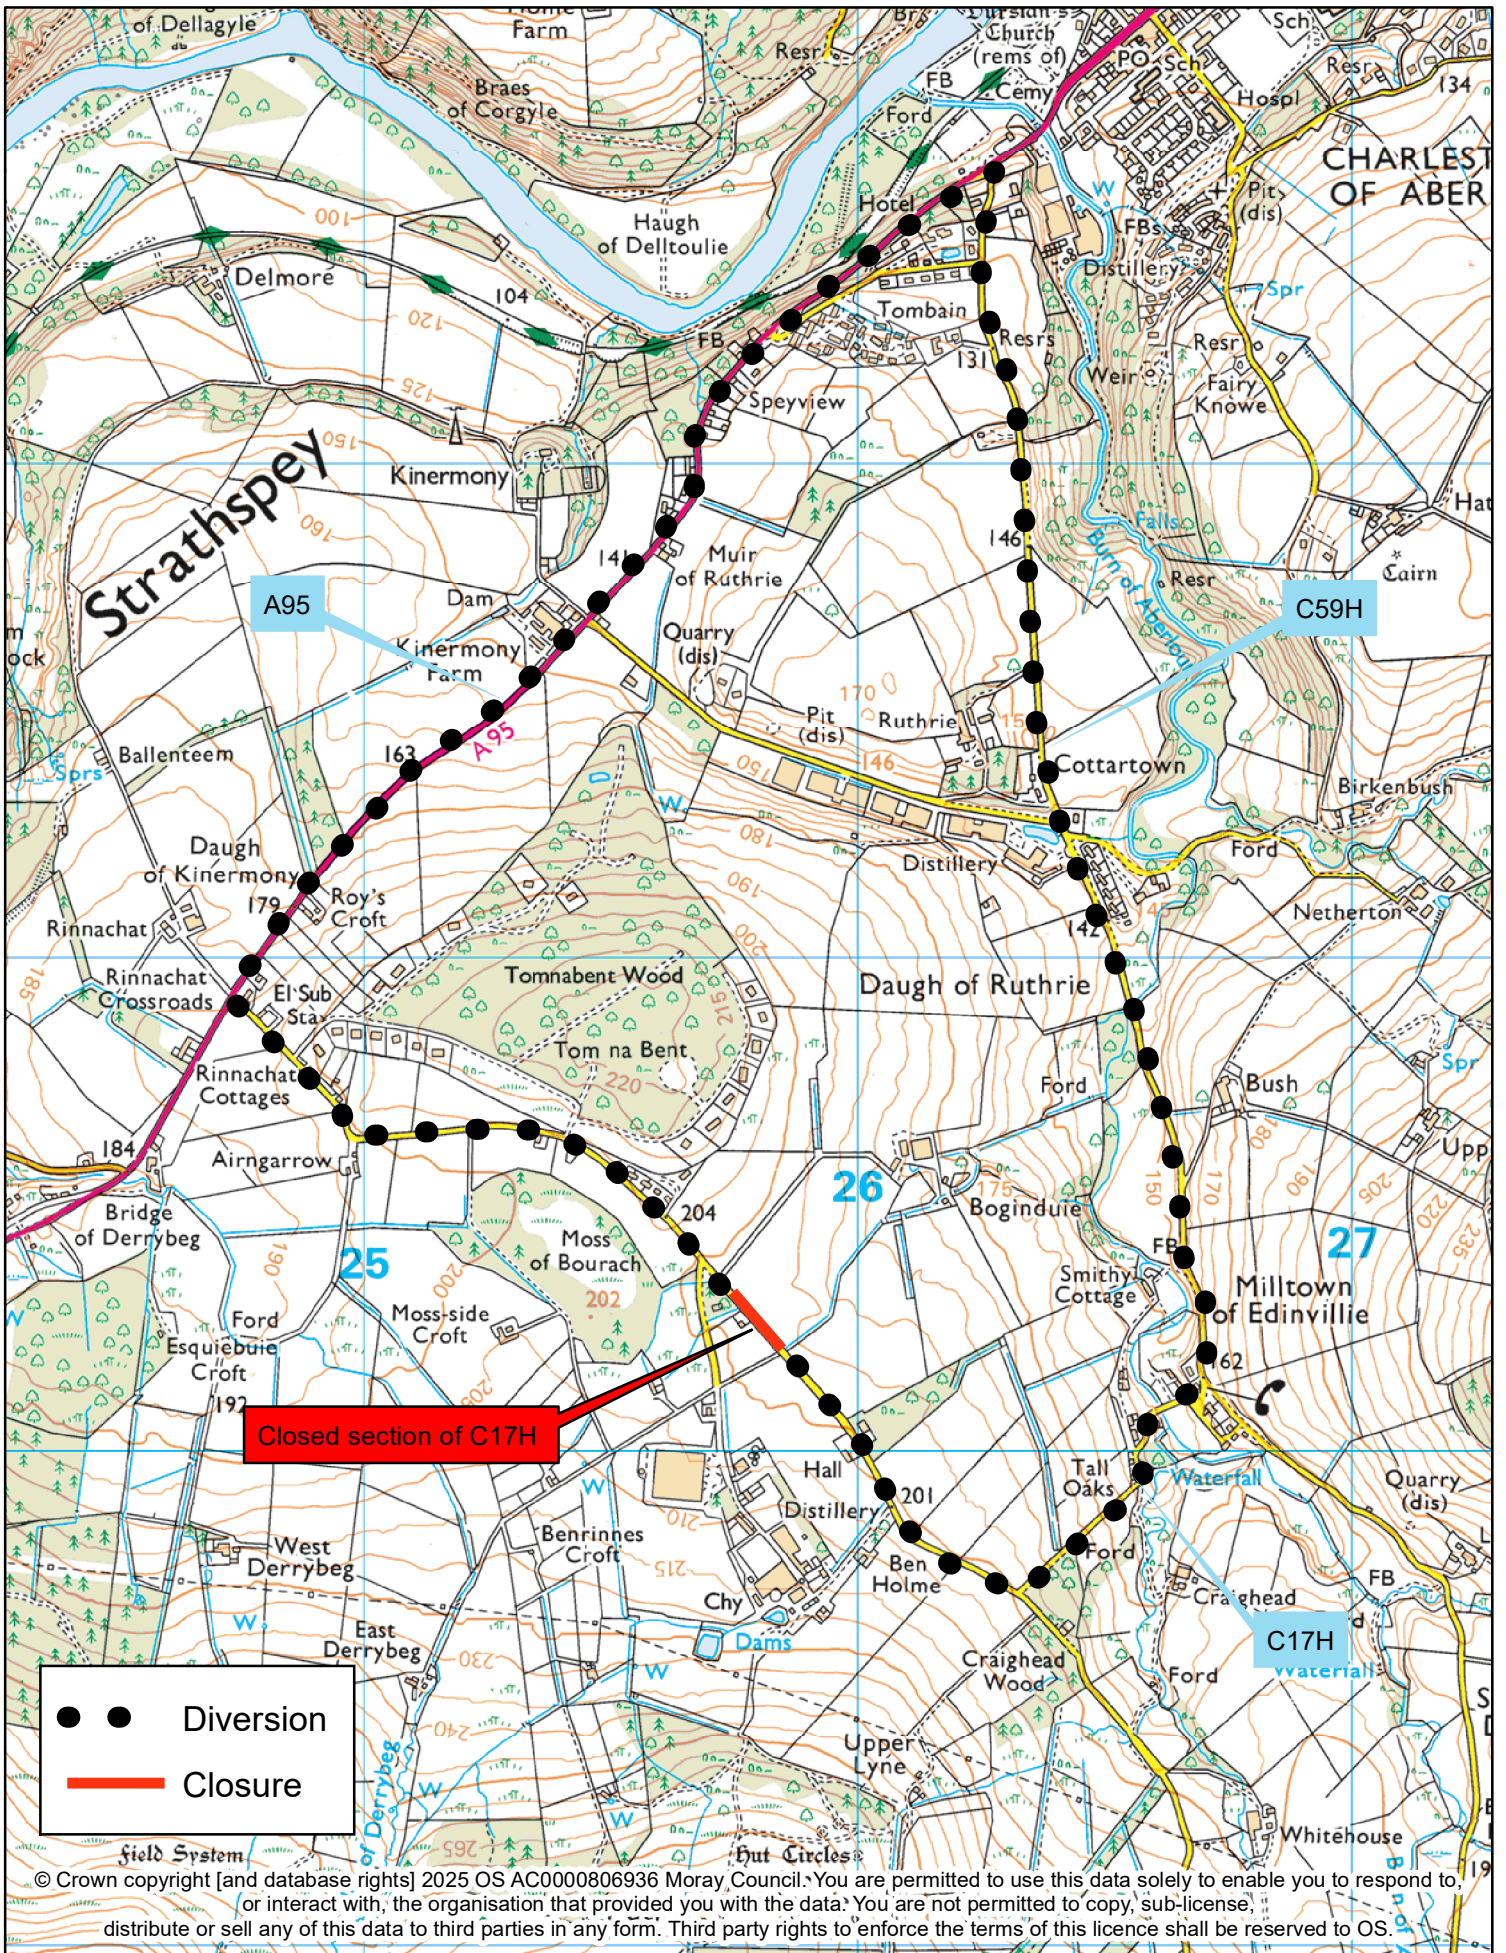 of Dellagyle
Home
Farm
Resr
Church
(rems of)
PO
Sch
Sch
Resr
134
Braes
of Corgyle
FB
Cemy
Ford
Hospl
CHARLEST
OF ABER
100
Haugh
of Delltoulie
Hotel
W
Pit
(dis)
FBs
Delmore
104
120
Distillery
Spr
Tombain
FB
Resrs
131
Resr
Weir
Fairy
Knowe
125
Speyview
150
Kinermony
Strathspey
160
Hat
Falls
146
141
Muir
of Ruthrie
Burn of Aberlour
Cairn
Resr
A95
Dam
C59H
m
ock
Kinermony
Farm
Quarry
(dis)
170
Pit
(dis)
Ruthrie
A 95
163
Ballenteem
Sprs
150
146
Cottartown
Birkenbush
W
180
Daugh
of Kinermony
Distillery
Ford
190
179
Roy's
Croft
Rinnachat
Netherton
142
200
185
Rinnachat
Crossroads
El Sub
Sta
Tomnabent Wood
215
Daugh of Ruthrie
Tom na Bent
220
Spr
Rinnachat
Cottages
Ford
Bush
180
184
Airngarrow
Upp
26
175
150
170
190
205
220
235
Boginduie
Bridge
of Derrybeg
204
Moss
of Bourach
202
25
190
200
FB
27
Smithy
Cottage
Milltown
of Edinvillie
W
Ford
Moss-side
Croft
Esquiebuie
Croft
162
192
205
Closed section of C17H
Hall
Tall
Oaks
Waterfall
Quarry
(dis)
W
201
Distillery
210
Benrinnes
Croft
West
Derrybeg
215
Ben
Holme
Ford
FB
Craighead
Chy
W
East
Derrybeg
Dams
C17H
230
W
Craighead
Wood
Ford
Waterfall
Diversion
240
Upper
Lyne
Closure
of Derrybeg
W
W
265
Whitehouse
Field System
Hut Circles
© Crown copyright [and database rights] 2025 OS AC0000806936 Moray Council. You are permitted to use this data solely to enable you to respond to,
or interact with, the organisation that provided you with the data. You are not permitted to copy, sub-license,
distribute or sell any of this data to third parties in any form. Third party rights to enforce the terms of this licence shall be reserved to OS.